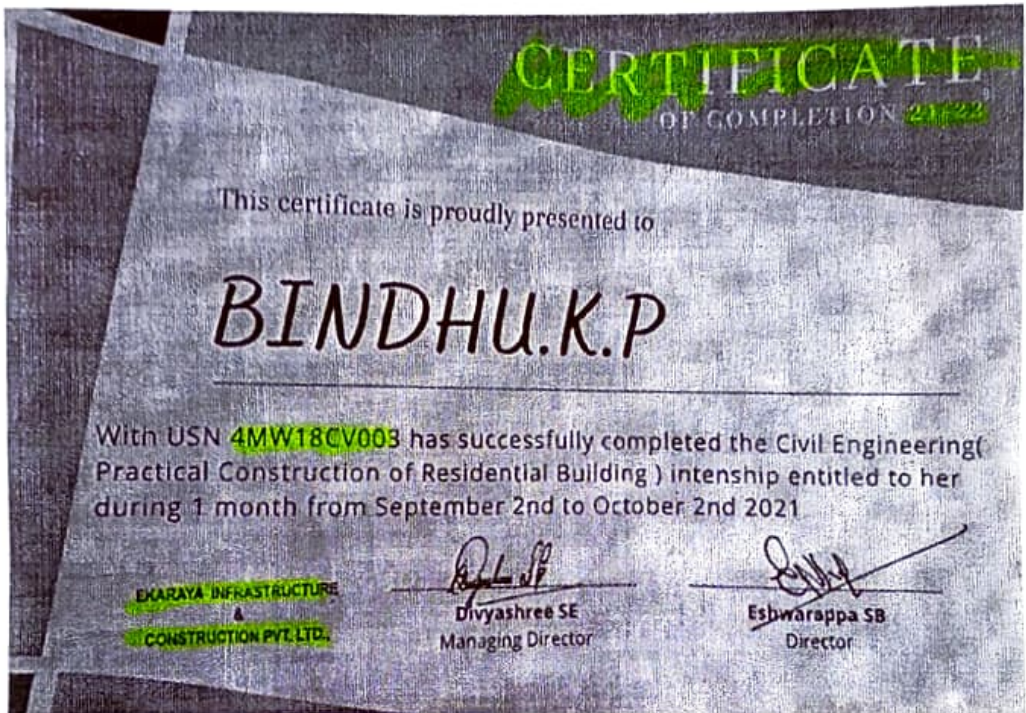 CERTIFICATE
OF COMPLETION 21-22
This certificate is proudly presented to
BINDHU.K.P
With USN 4MW18CV003 has successfully completed the Civil Engineering(
Practical Construction of Residential Building ) intenship entitled to her
during 1 month from September 2nd to October 2nd 2021
EKARAYA INFRASTRUCTURE
&
CONSTRUCTION PVT. LTD.,
Divyashree SE
Managing Director
Eshwarappa SB
Director